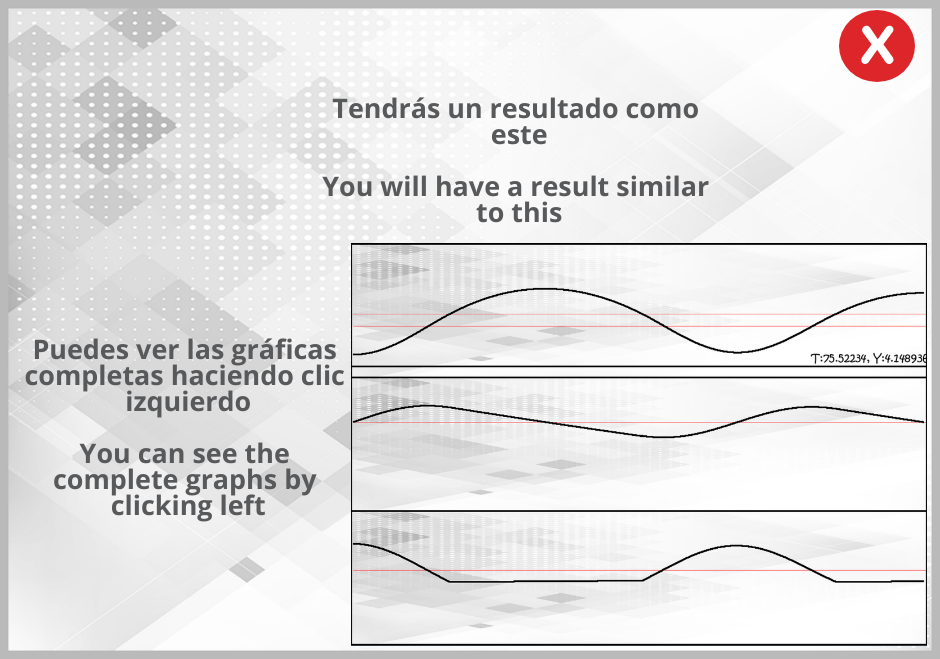 X
Tendrás un resultado como
este
You will have a result similar
to this
Puedes ver las gráficas
completas haciendo clic
izquierdo
You can see the
complete graphs by
clicking left
T:75.52234, Y:4.148936